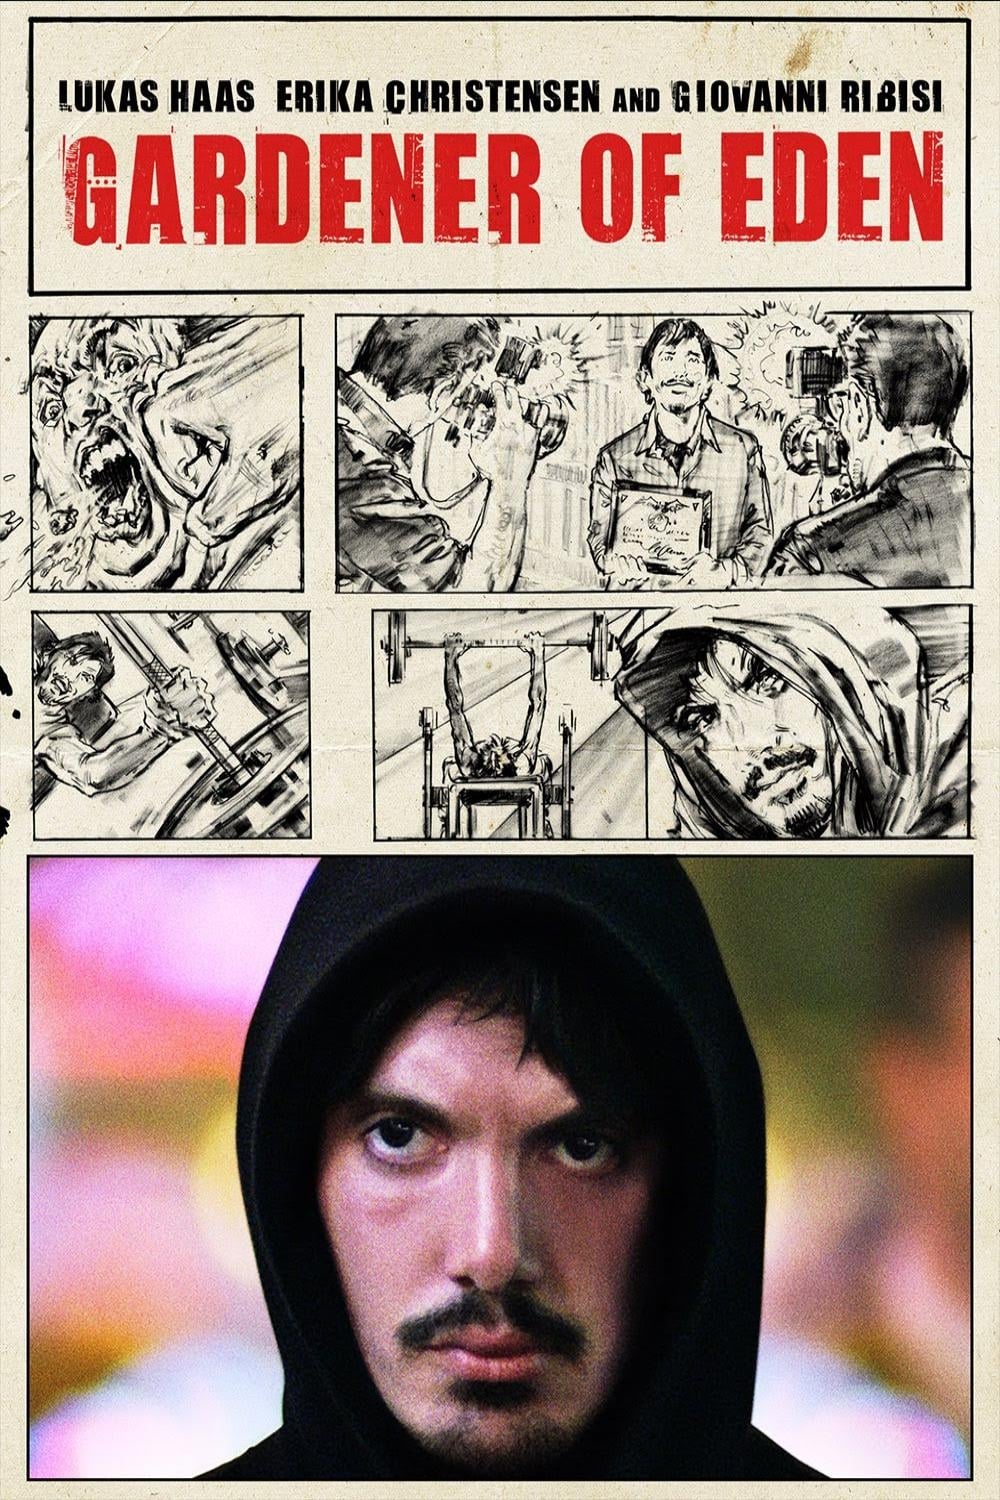 LUKAS HAAS ERIKA CHRISTENSEN AND GIOVANNI RIBISI
GARDENER OF EDEN